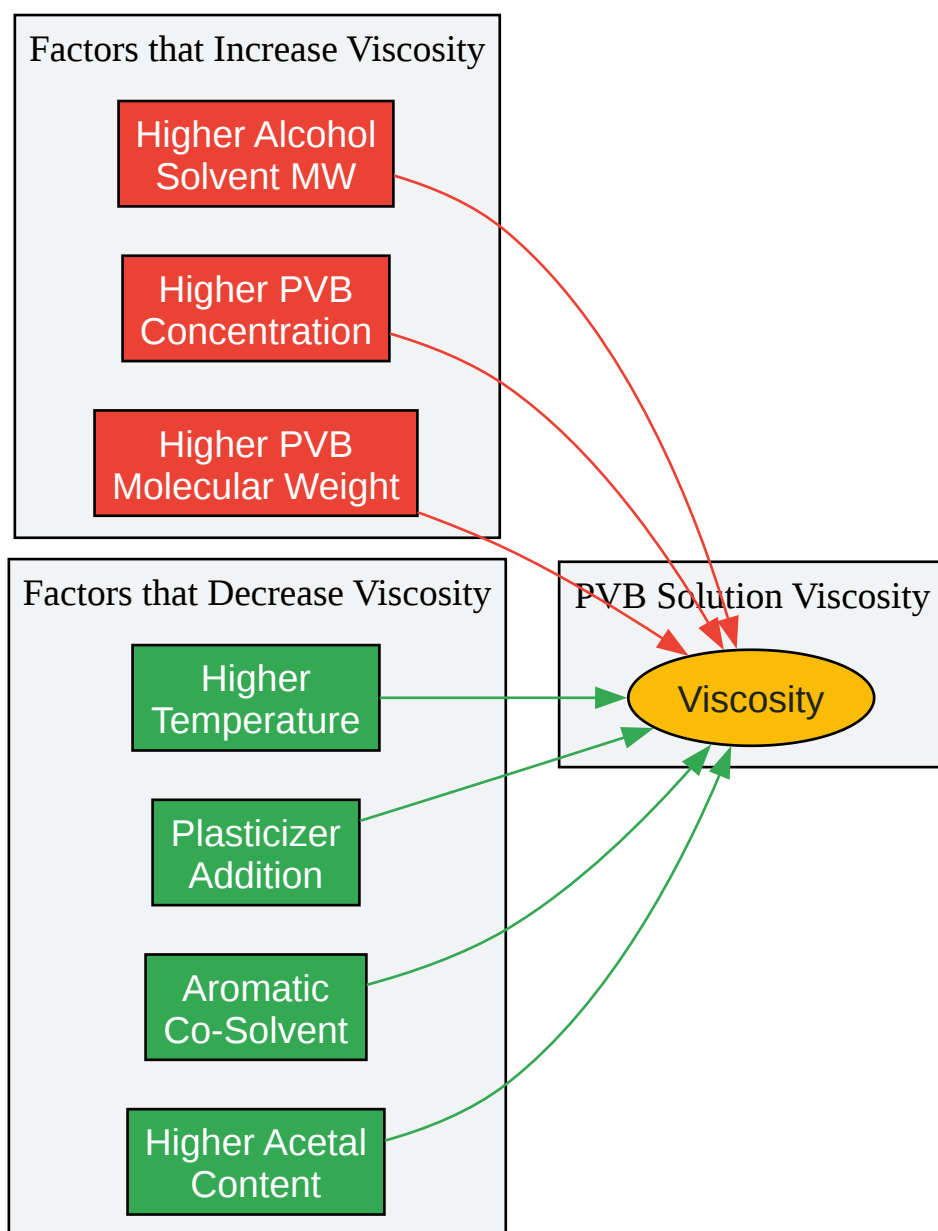 Factors that Increase Viscosity
Higher Alcohol
Solvent MW
Higher PVB
Concentration
Higher PVB
Molecular Weight
Factors that Decrease Viscosity
Higher
Temperature
Plasticizer
Addition
Aromatic
Co-Solvent
Higher Acetal
Content
PVB Solution Viscosity
Viscosity